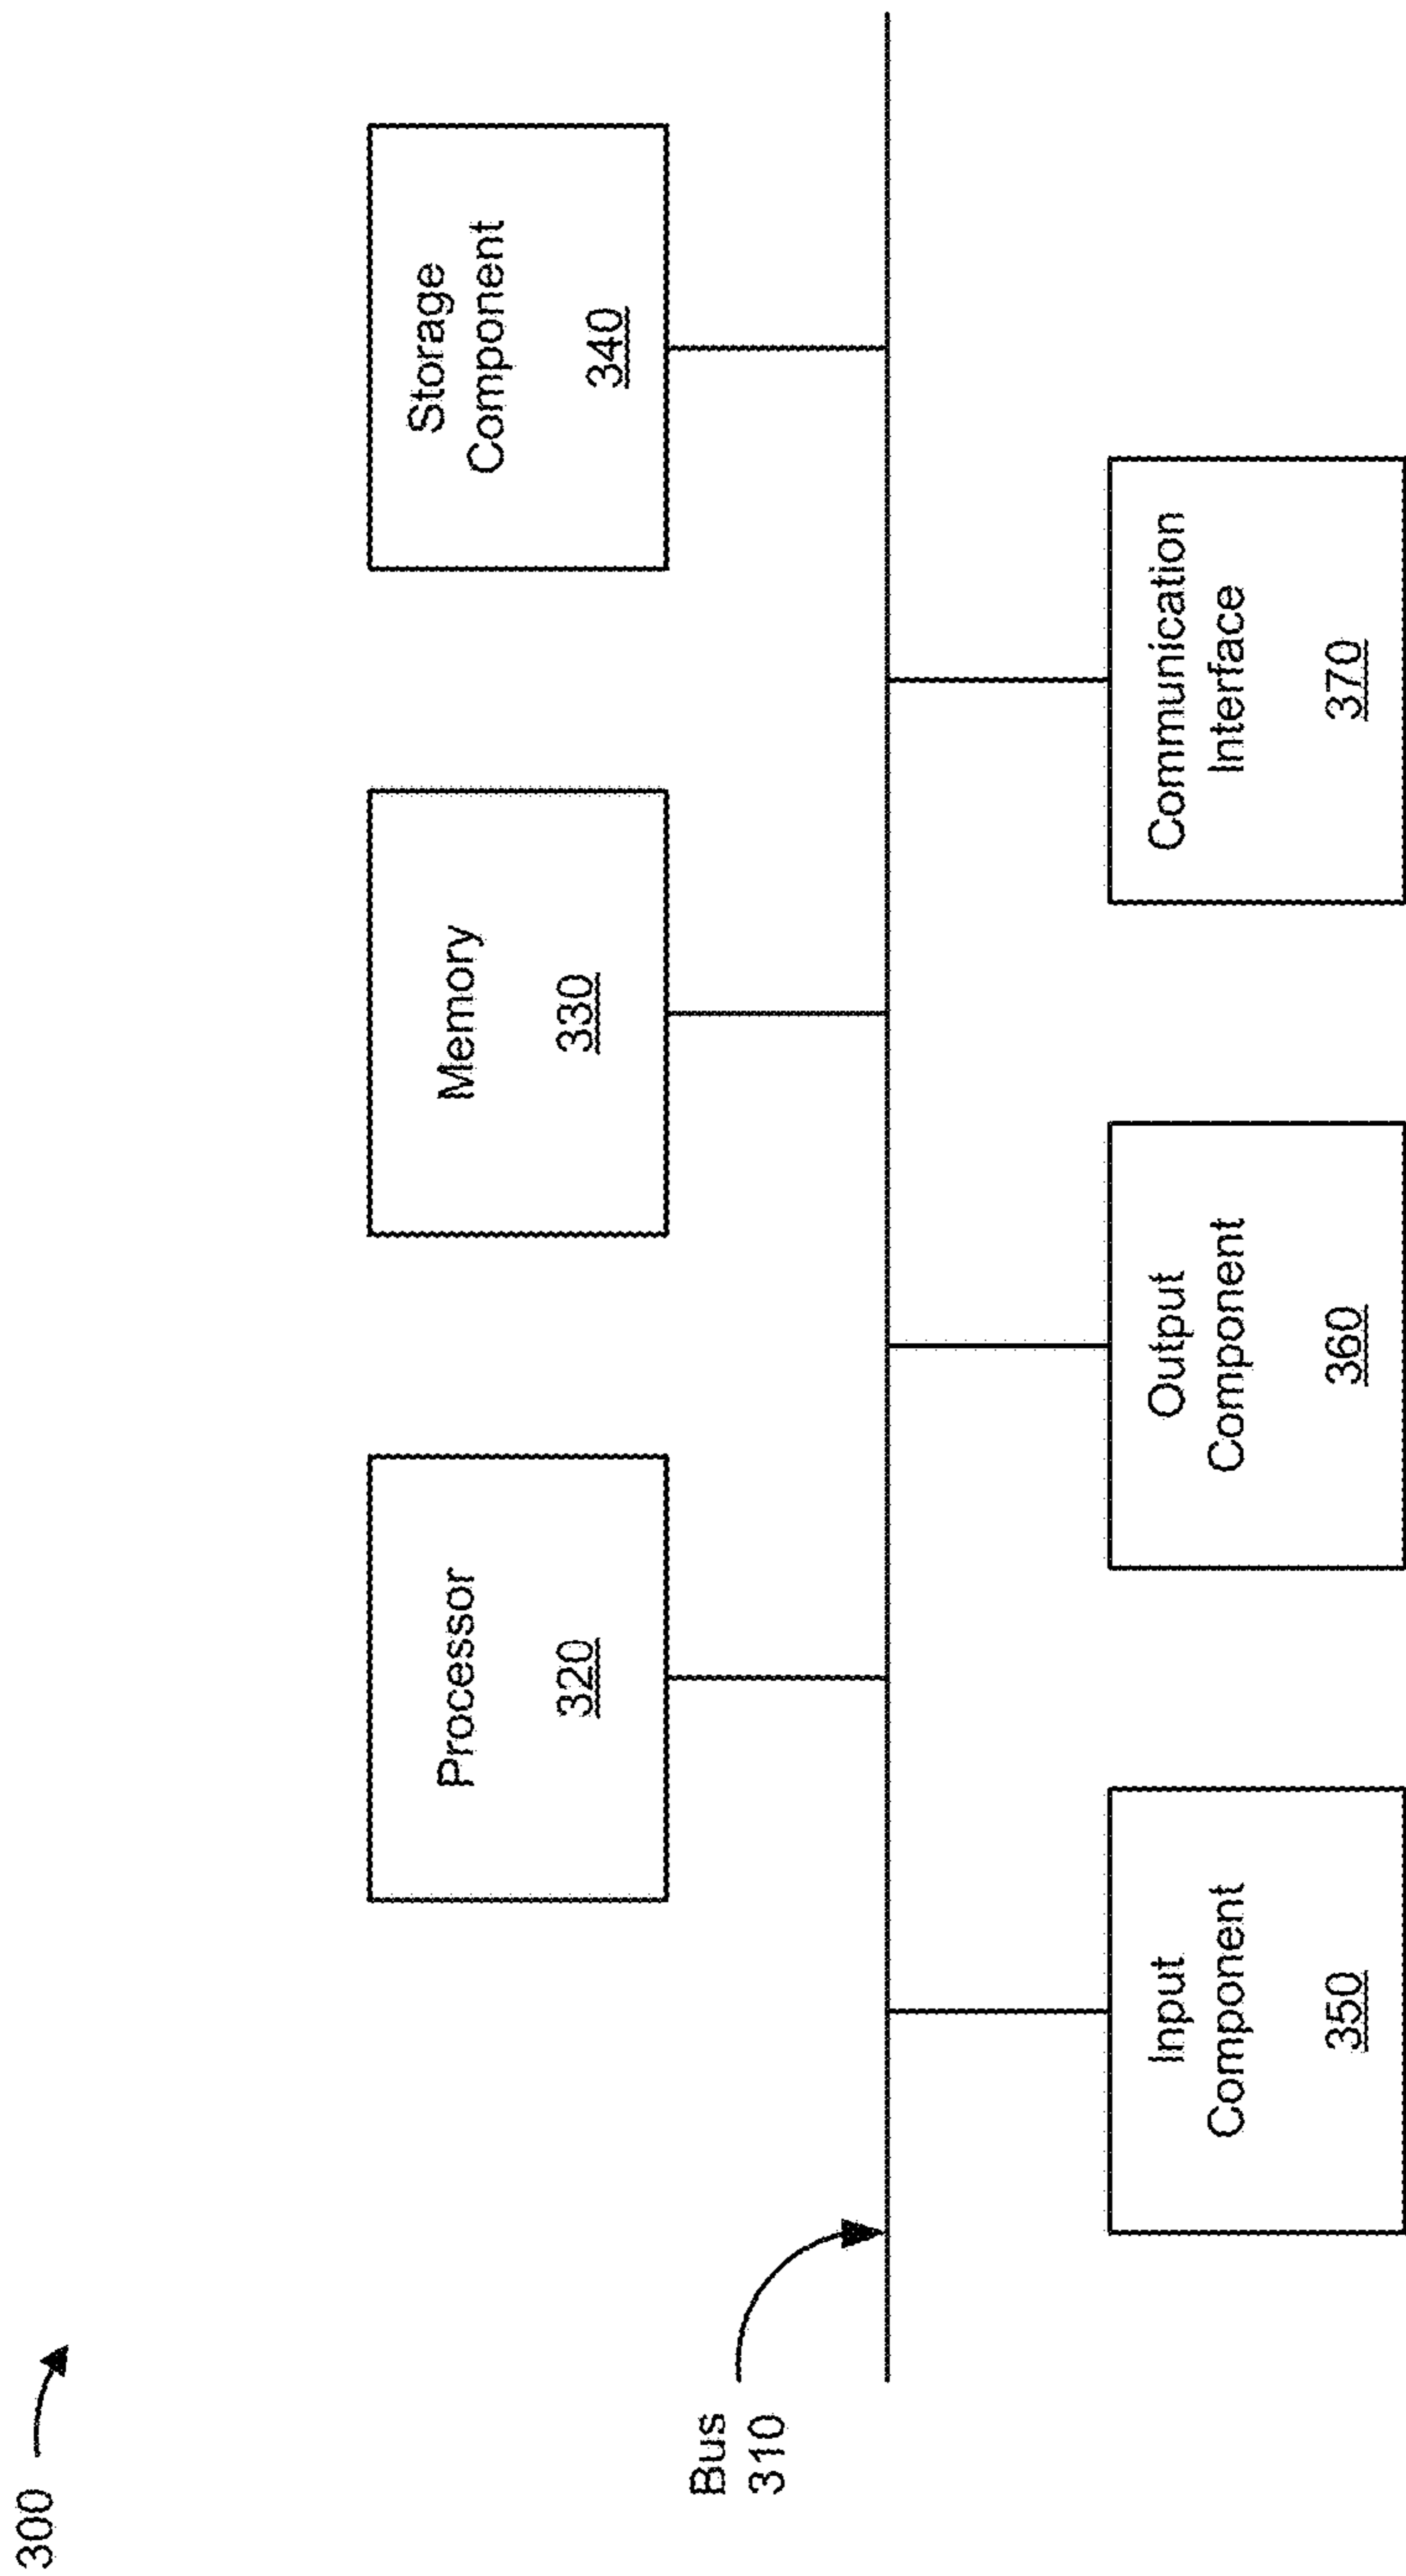 300
Processor
320
Memory
330
Storage
Component
340
Bus
310
Input
Component
350
Output
Component
360
Communication
Interface
370